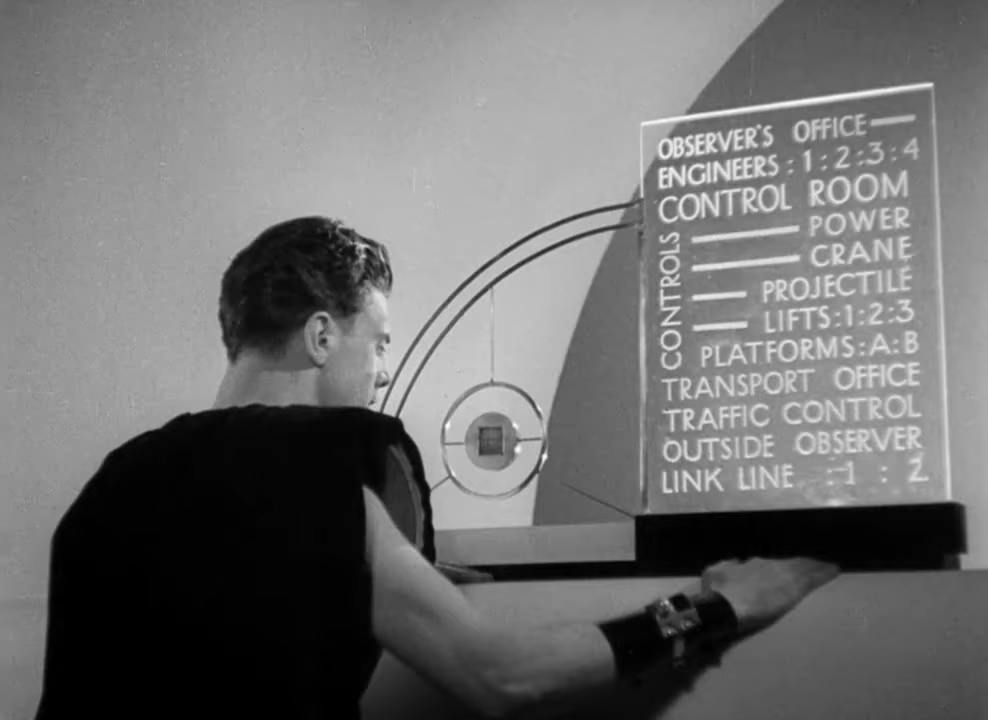 OBSERVER'S OFFICE —
ENGINEERS : 1 : 2 : 3 : 4
CONTROL ROOM
CONTROLS
— POWER
— CRANE
— PROJECTILE
— LIFTS : 1 : 2 : 3
PLATFORMS : A : B
TRANSPORT OFFICE
TRAFFIC CONTROL
OUTSIDE OBSERVER
LINK LINE : 1 : 2